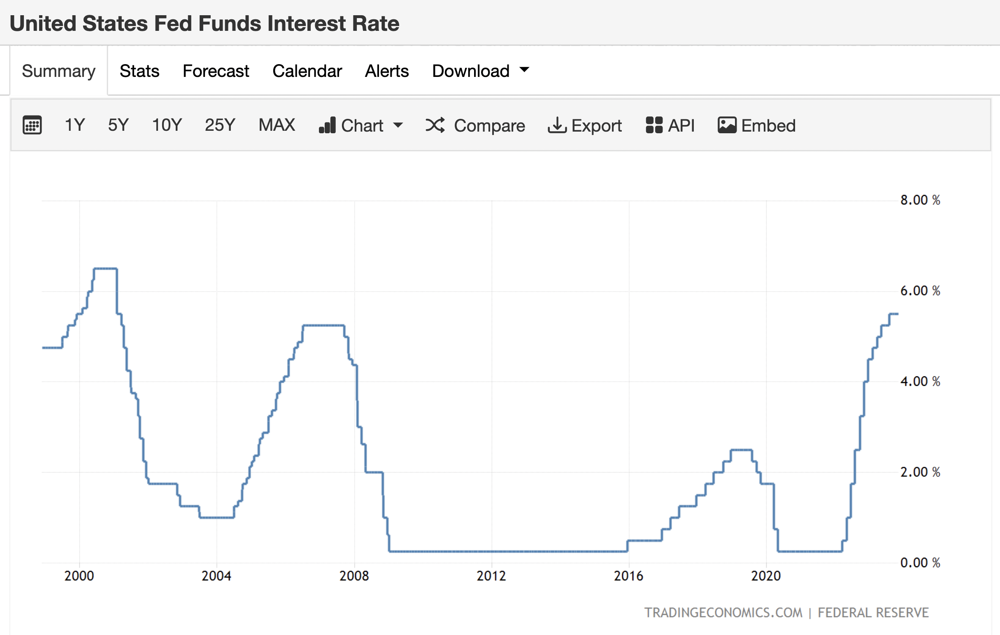 United States Fed Funds Interest Rate
Summary Stats Forecast Calendar Alerts Download
1Y 5Y 10Y 25Y MAX Chart Compare Export API Embed
8.00 %
6.00 %
4.00 %
2.00 %
0.00 %
2000 2004 2008 2012 2016 2020
TRADINGECONOMICS.COM | FEDERAL RESERVE